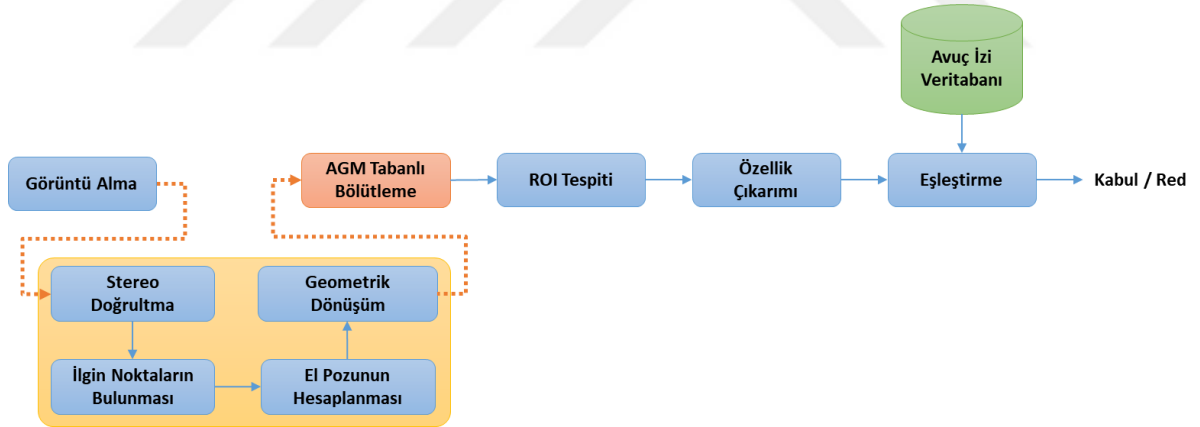 Avuç İzi
Veritabanı
Görüntü Alma
AGM Tabanlı
Bölütleme
ROI Tespiti
Özellik
Çıkarımı
Eşleştirme
Kabul / Red
Stereo
Doğrultma
Geometrik
Dönüşüm
İlgin Noktaların
Bulunması
El Pozunun
Hesaplanması